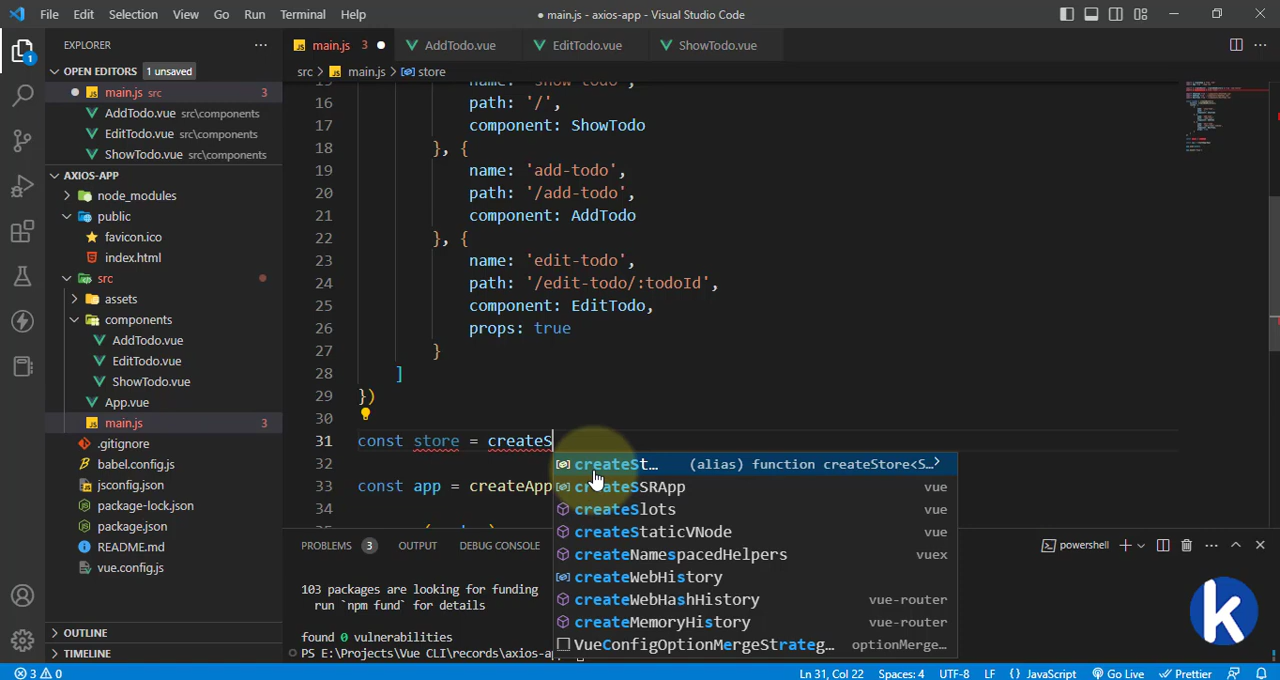 File Edit Selection View Go Run Terminal Help
● main.js - axios-app - Visual Studio Code
EXPLORER
OPEN EDITORS 1 unsaved
main.js src 3
AddTodo.vue src\components
EditTodo.vue src\components
ShowTodo.vue src\components
AXIOS-APP
node_modules
public
favicon.ico
index.html
src
assets
components
AddTodo.vue
EditTodo.vue
ShowTodo.vue
App.vue
main.js 3
.gitignore
babel.config.js
jsconfig.json
package-lock.json
package.json
README.md
vue.config.js
OUTLINE
TIMELINE
main.js 3 ●
AddTodo.vue
EditTodo.vue
ShowTodo.vue
src > main.js > store
15 name: 'show-todo',
16 path: '/',
17 component: ShowTodo
18 }, {
19 name: 'add-todo',
20 path: '/add-todo',
21 component: AddTodo
22 }, {
23 name: 'edit-todo',
24 path: '/edit-todo/:todoId',
25 component: EditTodo,
26 props: true
27 }
28 ]
29 })
30
31 const store = createS
32
33 const app = createApp
34
createSt… (alias) function createStore<S…
createSSRApp vue
createSlots vue
createStaticVNode vue
createNamespacedHelpers vuex
createWebHistory
createWebHashHistory vue-router
createMemoryHistory vue-router
VueConfigOptionMergeStrateg… optionMerge…
PROBLEMS 3 OUTPUT DEBUG CONSOLE
powershell
103 packages are looking for funding
run `npm fund` for details
found 0 vulnerabilities
PS E:\Projects\Vue CLI\records\axios-a
k
3 0
Ln 31, Col 22 Spaces: 4 UTF-8 LF {} JavaScript Go Live Prettier